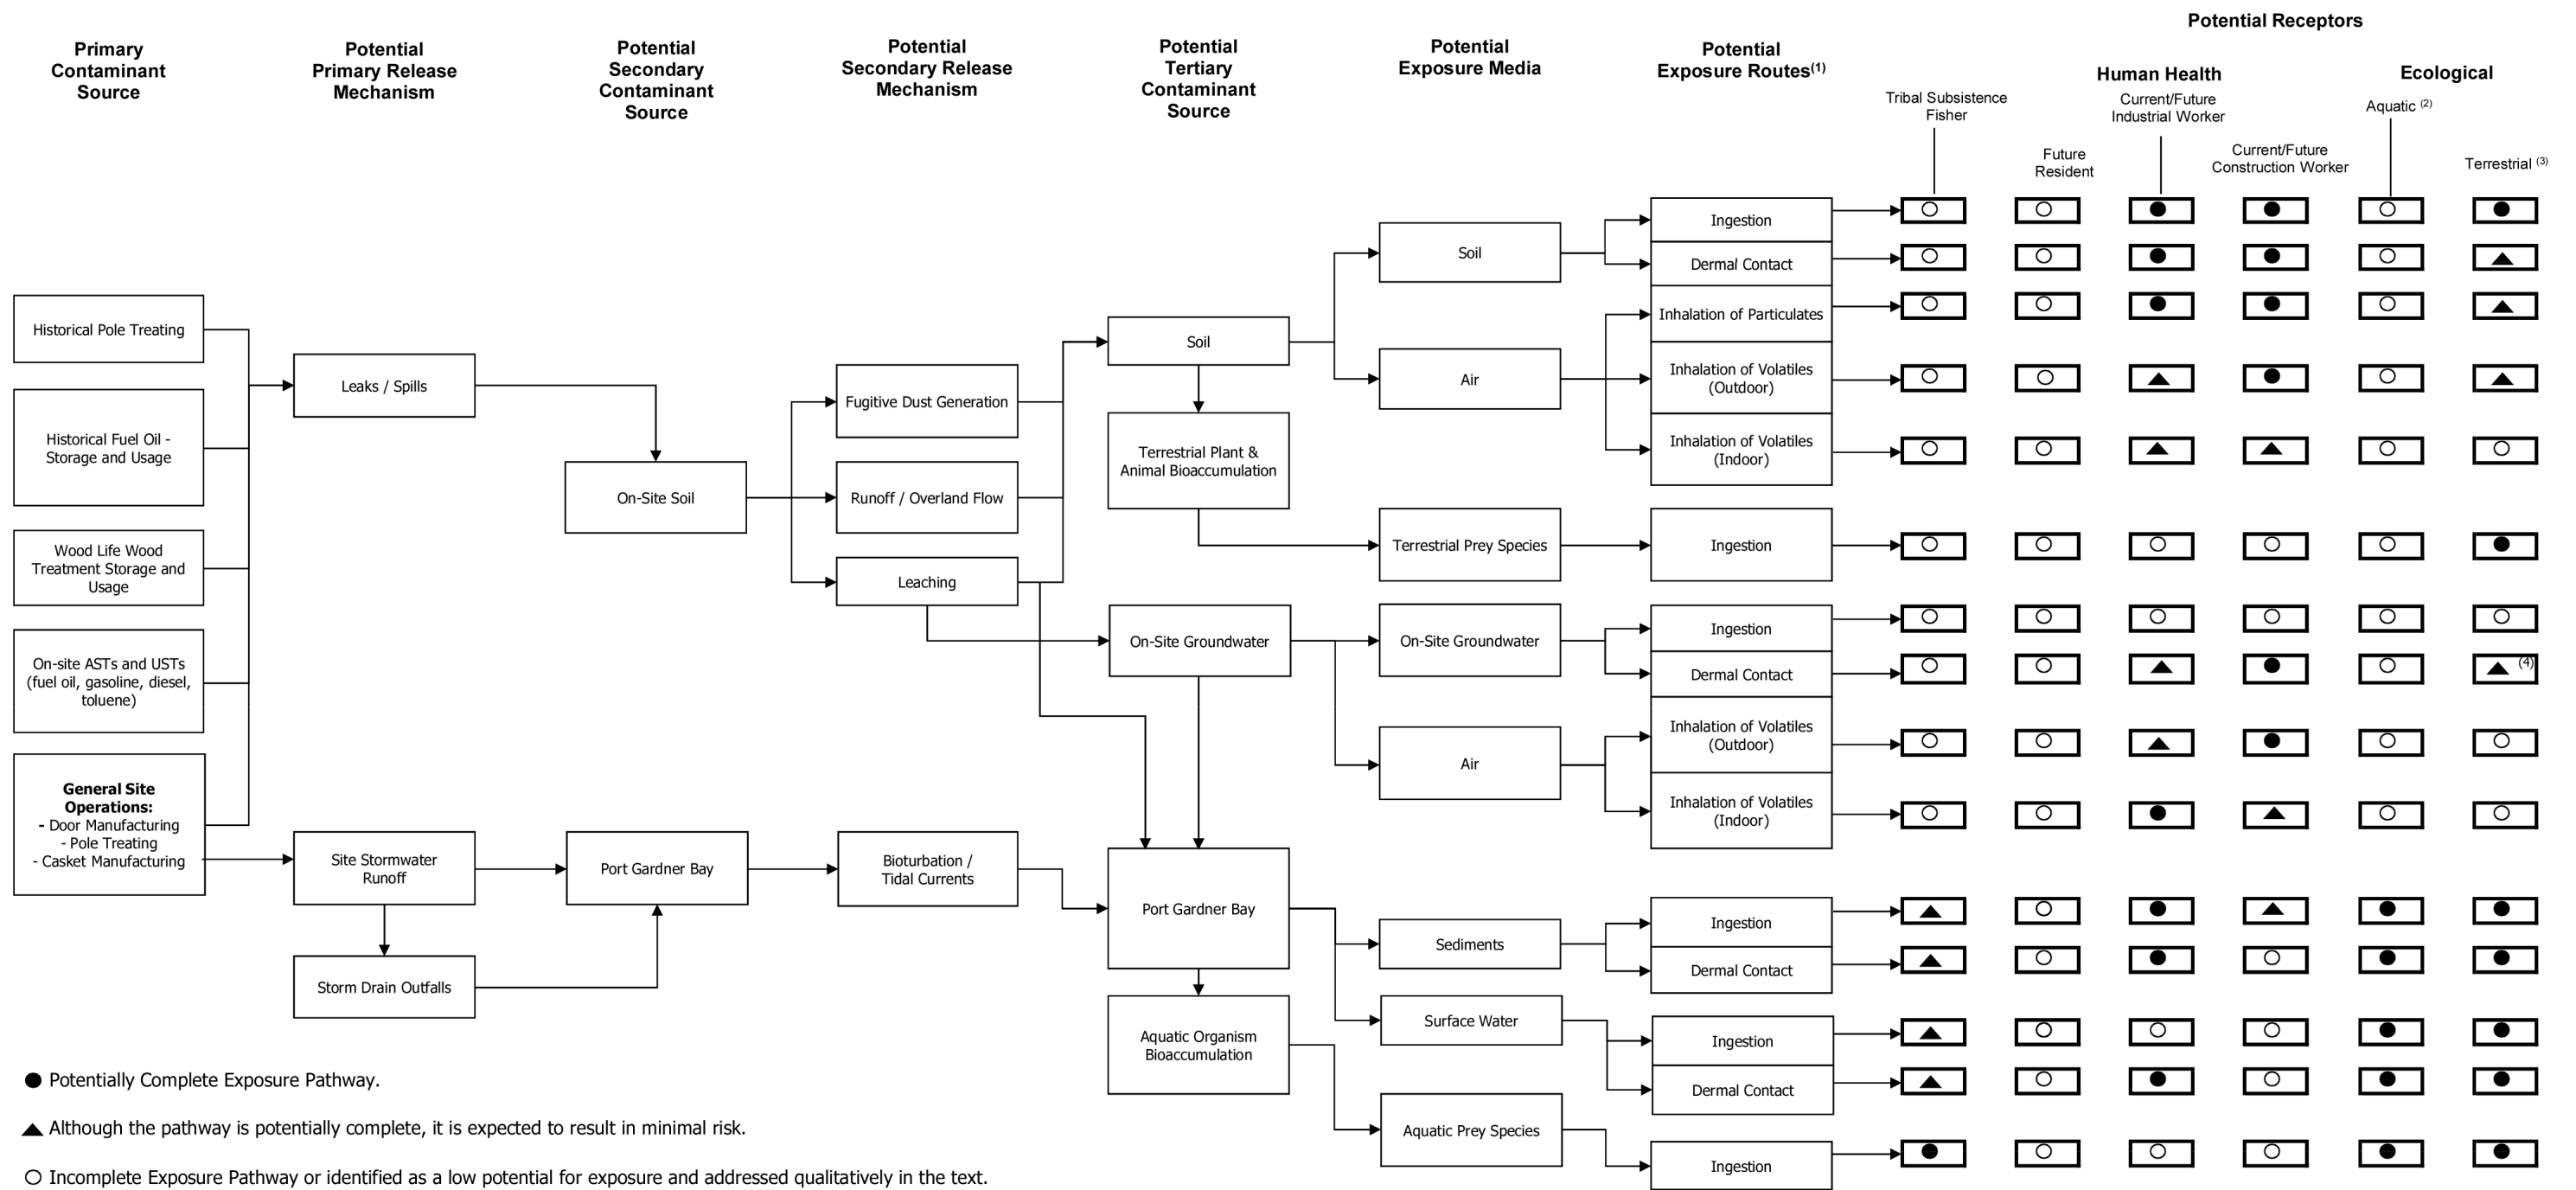 Potential Receptors
Primary
Contaminant
Source
Potential
Primary Release
Mechanism
Potential
Secondary
Contaminant
Source
Potential
Secondary Release
Mechanism
Potential
Tertiary
Contaminant
Source
Potential
Exposure Media
Potential
Exposure Routes(1)
Human Health
Ecological
Tribal Subsistence
Fisher
Future
Resident
Current/Future
Industrial Worker
Current/Future
Construction Worker
Aquatic (2)
Terrestrial (3)
Historical Pole Treating
Historical Fuel Oil -
Storage and Usage
Wood Life Wood
Treatment Storage and
Usage
On-site ASTs and USTs
(fuel oil, gasoline, diesel,
toluene)
General Site
Operations:
- Door Manufacturing
- Pole Treating
- Casket Manufacturing
Leaks / Spills
Site Stormwater
Runoff
Storm Drain Outfalls
On-Site Soil
Port Gardner Bay
Fugitive Dust Generation
Runoff / Overland Flow
Leaching
Bioturbation /
Tidal Currents
Soil
Terrestrial Plant &
Animal Bioaccumulation
On-Site Groundwater
Port Gardner Bay
Aquatic Organism
Bioaccumulation
Soil
Air
Terrestrial Prey Species
On-Site Groundwater
Air
Sediments
Surface Water
Aquatic Prey Species
Ingestion
Dermal Contact
Inhalation of Particulates
Inhalation of Volatiles
(Outdoor)
Inhalation of Volatiles
(Indoor)
Ingestion
Ingestion
Dermal Contact
(4)
Inhalation of Volatiles
(Outdoor)
Inhalation of Volatiles
(Indoor)
Ingestion
Dermal Contact
Ingestion
Dermal Contact
Ingestion
Potentially Complete Exposure Pathway.
Although the pathway is potentially complete, it is expected to result in minimal risk.
Incomplete Exposure Pathway or identified as a low potential for exposure and addressed qualitatively in the text.